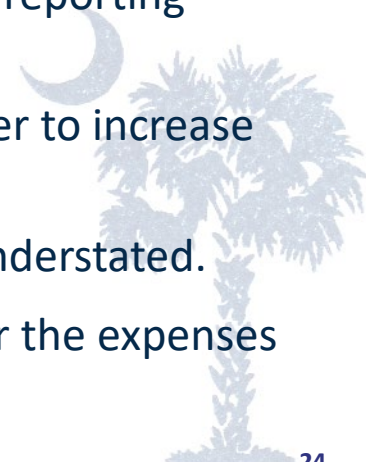 reporting
er to increase
nderstated.
r the expenses
24